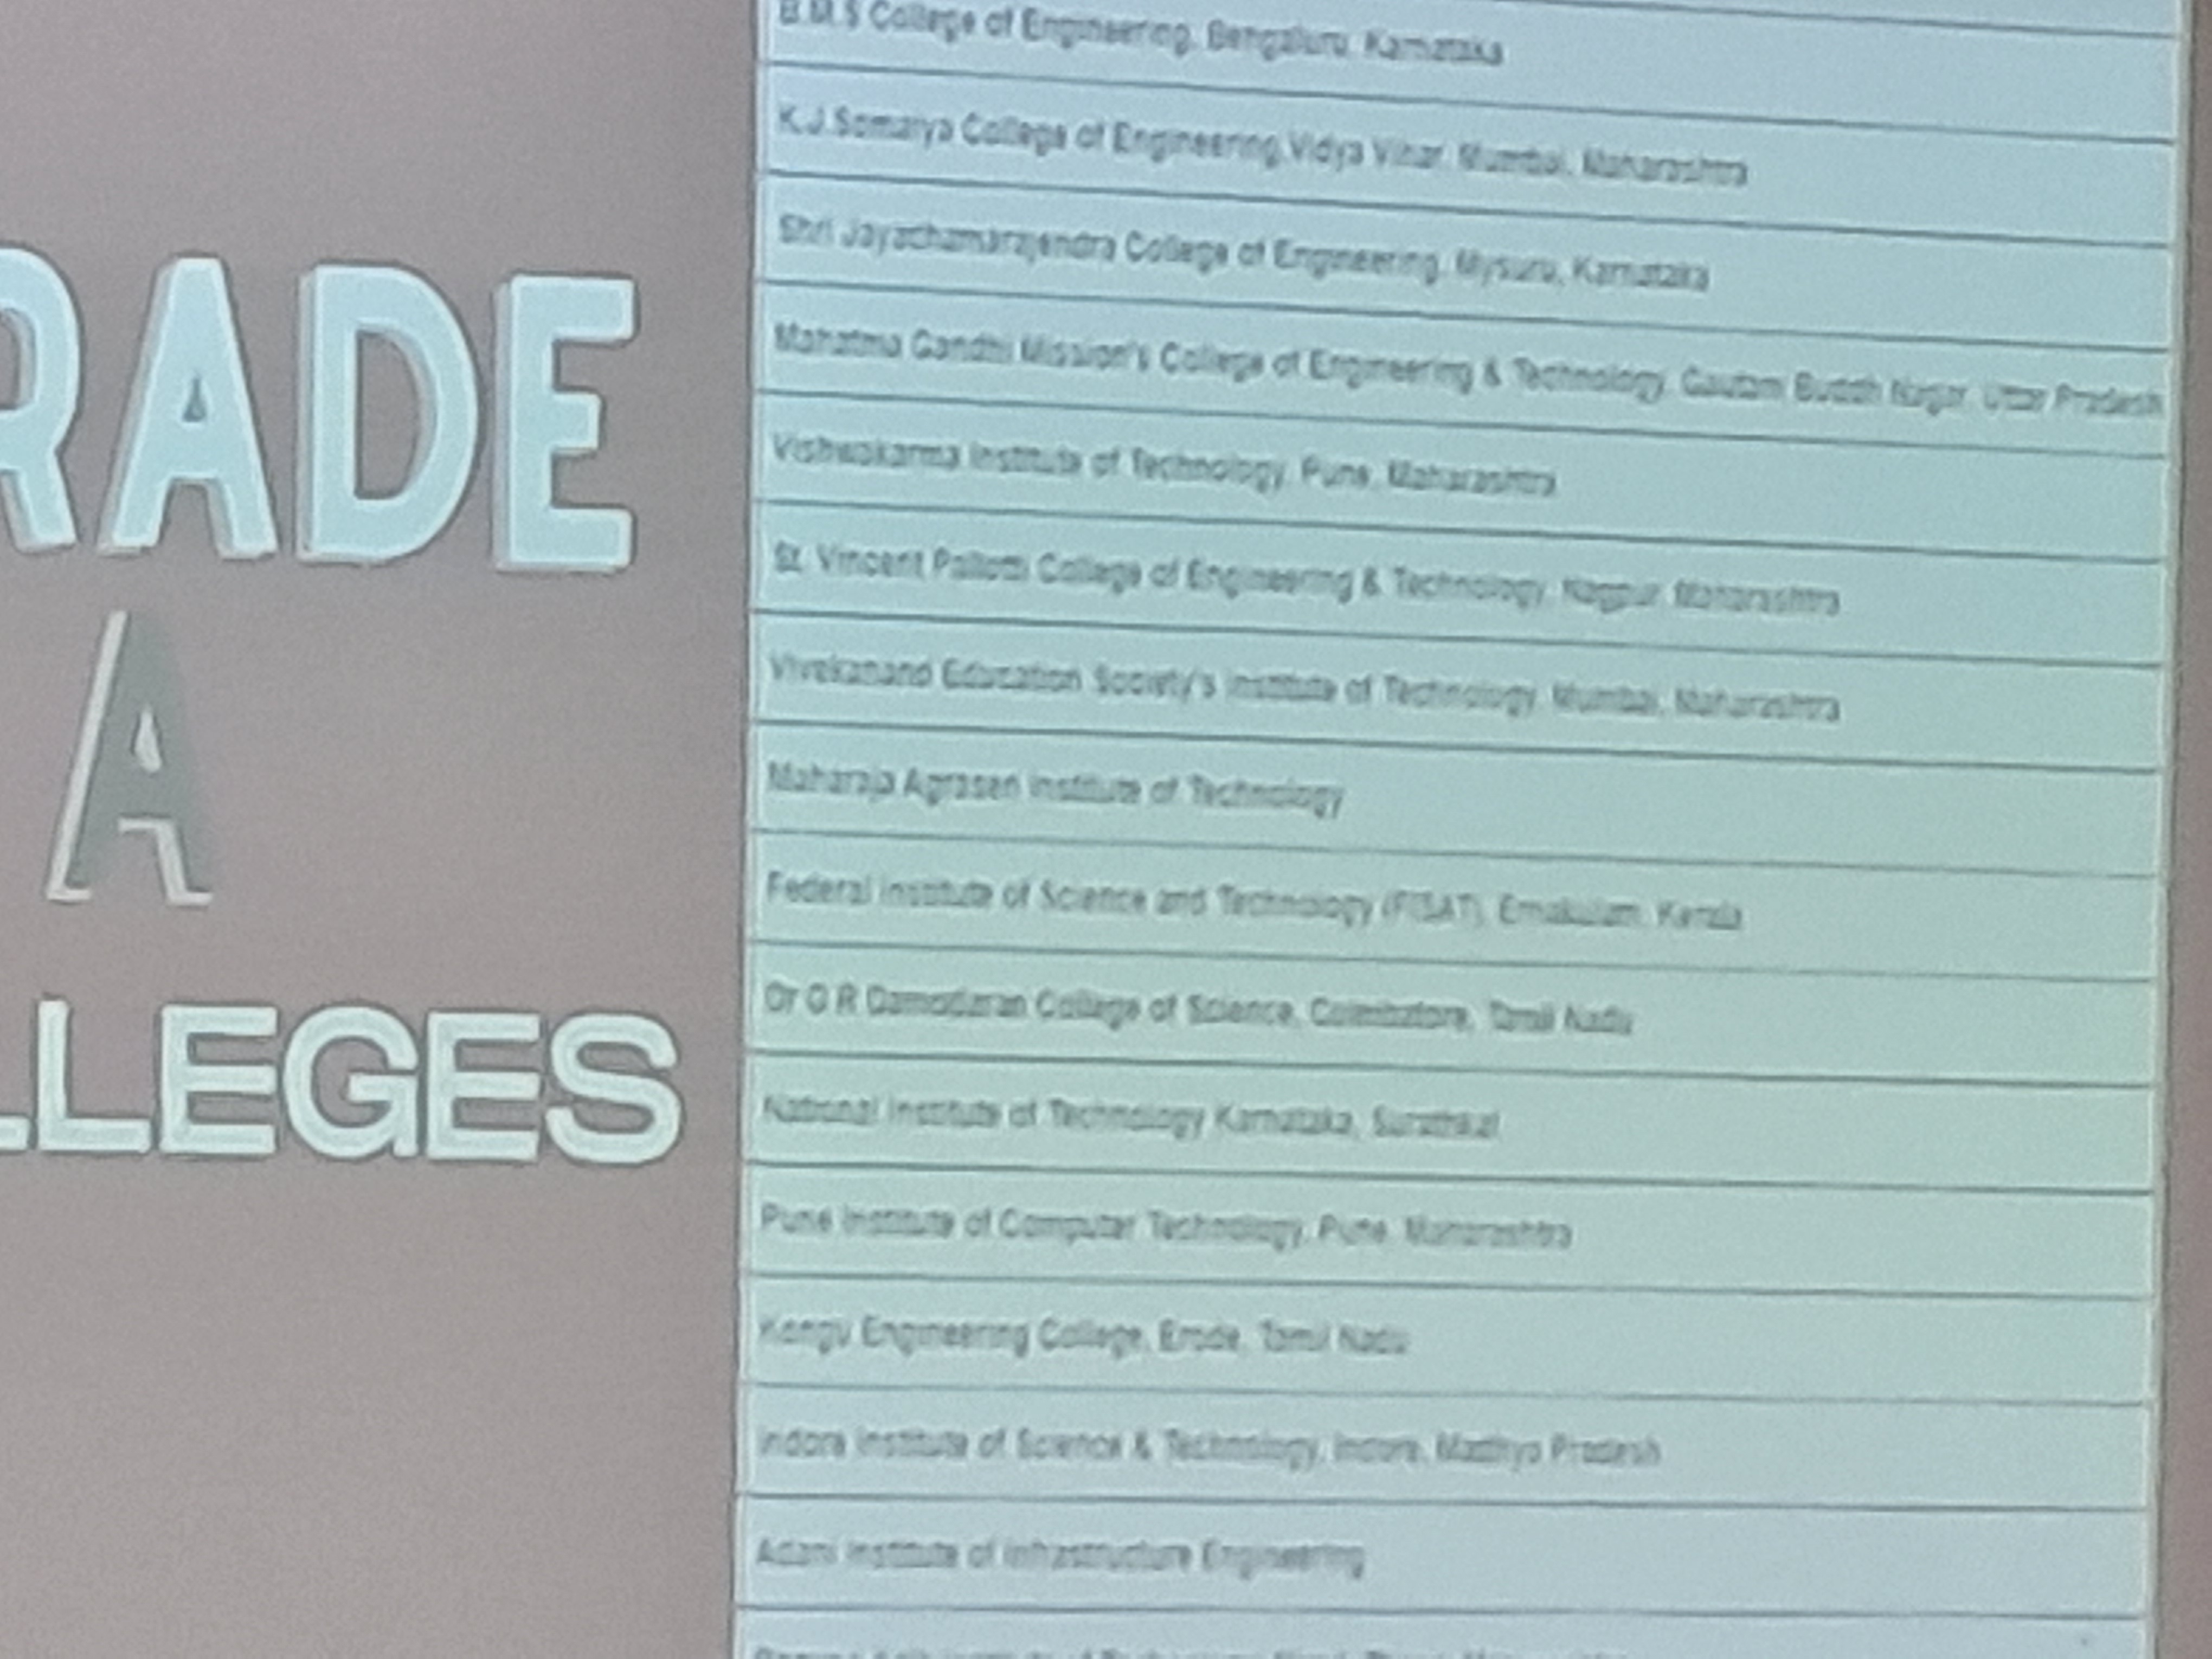 RADE
A
LLEGES
B.M.S College of Engineering, Bengaluru, Karnataka
K.J.Somaiya College of Engineering,Vidya Vihar, Mumbai, Maharashtra
Shri Jayachamarajendra College of Engineering, Mysuru, Karnataka
Mahatma Gandhi Mission's College of Engineering & Technology, Gautam Buddh Nagar, Uttar Pradesh
Vishwakarma Institute of Technology, Pune, Maharashtra
St. Vincent Pallotti College of Engineering & Technology, Nagpur, Maharashtra
Vivekanand Education Society's Institute of Technology, Mumbai, Maharashtra
Maharaja Agrasen Institute of Technology
Federal Institute of Science and Technology (FISAT), Ernakulam, Kerala
Dr G R Damodaran College of Science, Coimbatore, Tamil Nadu
National Institute of Technology Karnataka, Surathkal
Pune Institute of Computer Technology, Pune, Maharashtra
Kongu Engineering College, Erode, Tamil Nadu
Indore Institute of Science & Technology, Indore, Madhya Pradesh
Adani Institute of Infrastructure Engineering